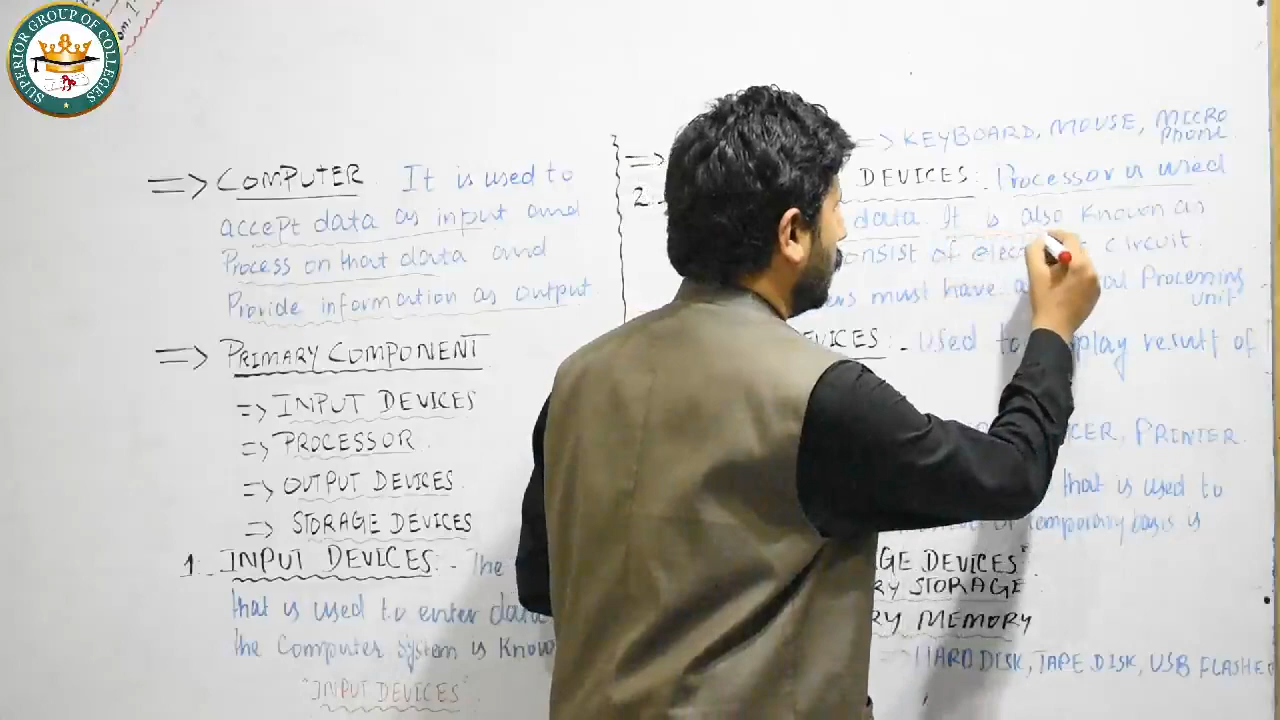 SUPERIOR GROUP OF COLLEGES
=> COMPUTER It is used to
accept data as input and
Process on that data and
Provide information as output
=> PRIMARY COMPONENT
=> INPUT DEVICES
=> PROCESSOR
=> OUTPUT DEVICES
=> STORAGE DEVICES
1:_ INPUT DEVICES:- The
that is used to enter data
the Computer system is Know
"INPUT DEVICES"
=> => KEYBOARD, MOUSE, MICRO
PHONE.
2:_ DEVICES: Processor is used
data. It is also known as
onsist of elec circuit.
must have a Processing
unit
DEVICES:- Used to play result of
CER, PRINTER.
that is used to
temporary basis is
GE DEVICES".
RY STORAGE
RY MEMORY
=> HARD DISK, TAPE DISK, USB FLASHE